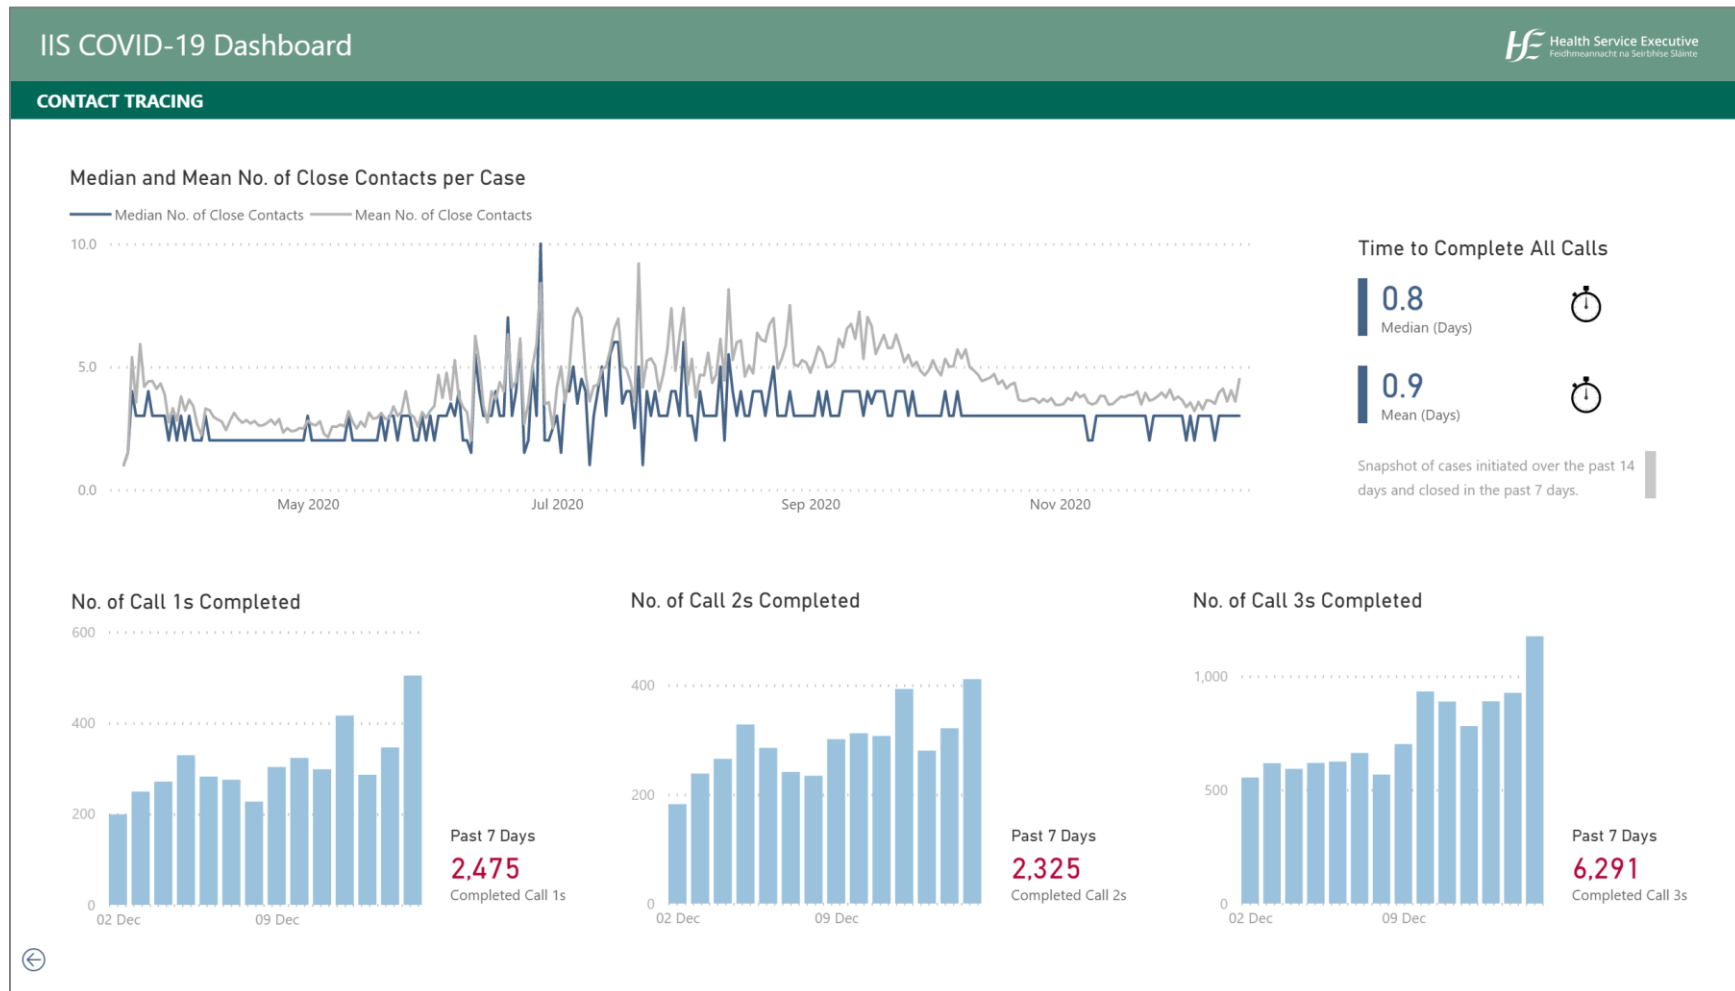 IIS COVID-19 Dashboard
HE Health Service Executive
Feidhmeannacht na Seirbhíse Sláinte
CONTACT TRACING
Median and Mean No. of Close Contacts per Case
Median No. of Close Contacts
Mean No. of Close Contacts
10.0
5.0
0.0
May 2020
Jul 2020
Sep 2020
Nov 2020
Time to Complete All Calls
0.8
Median (Days)
0.9
Mean (Days)
Snapshot of cases initiated over the past 14
days and closed in the past 7 days.
No. of Call 1s Completed
600
400
200
0
02 Dec
09 Dec
Past 7 Days
2,475
Completed Call 1s
No. of Call 2s Completed
400
200
0
02 Dec
09 Dec
Past 7 Days
2,325
Completed Call 2s
No. of Call 3s Completed
1,000
500
0
02 Dec
09 Dec
Past 7 Days
6,291
Completed Call 3s